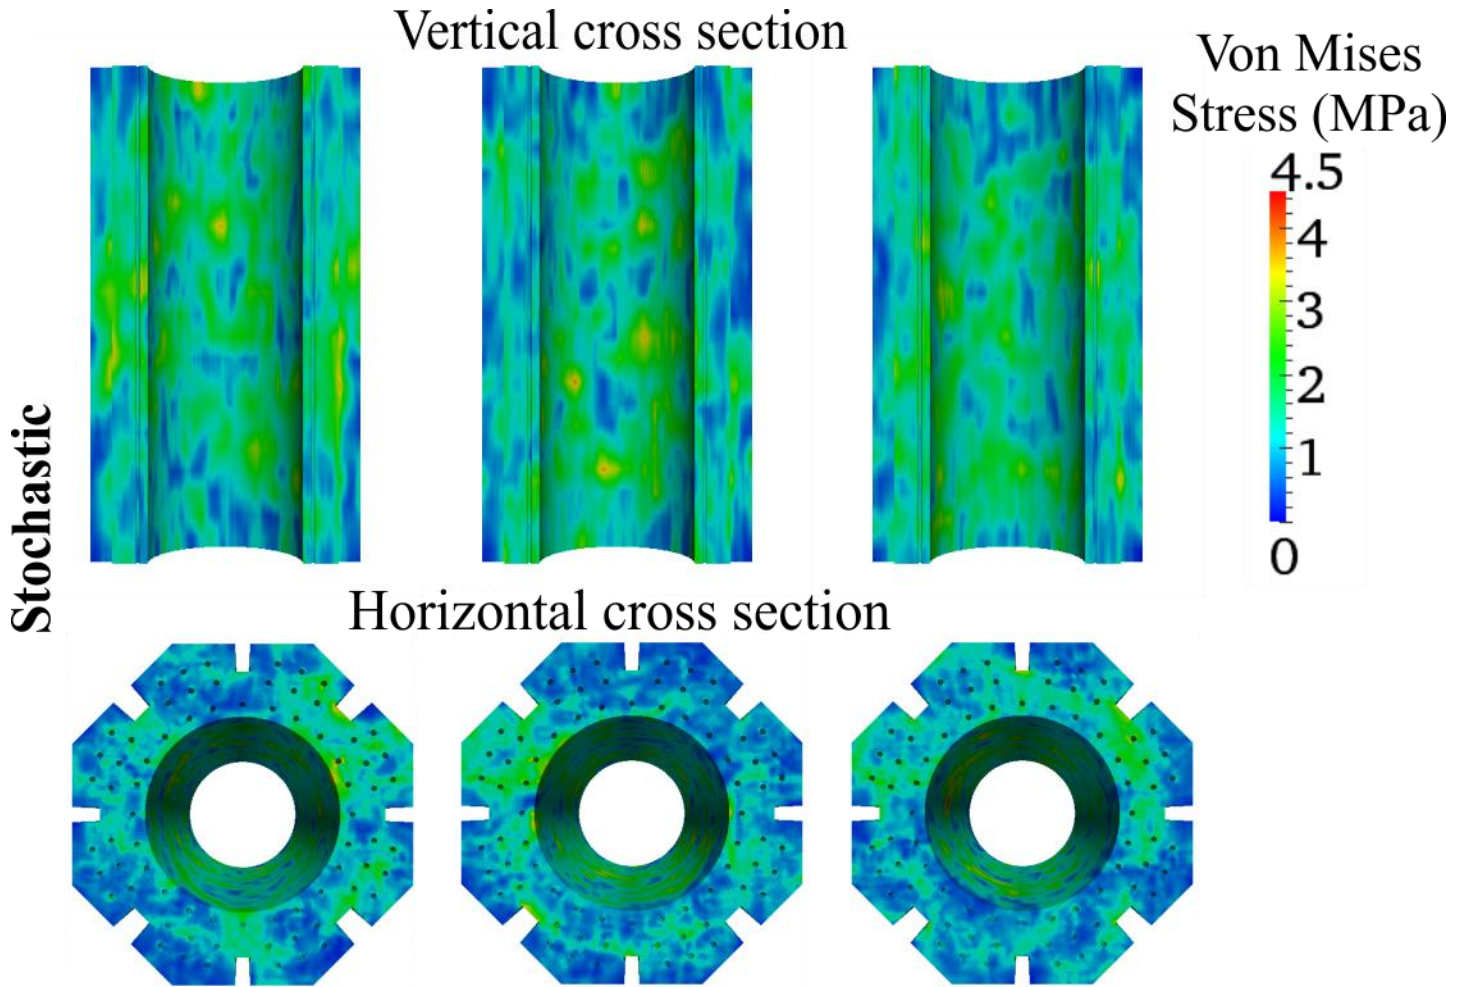 Vertical cross section
Von Mises
Stress (MPa)
4.5
4
3
2
1
0
Stochastic
Horizontal cross section